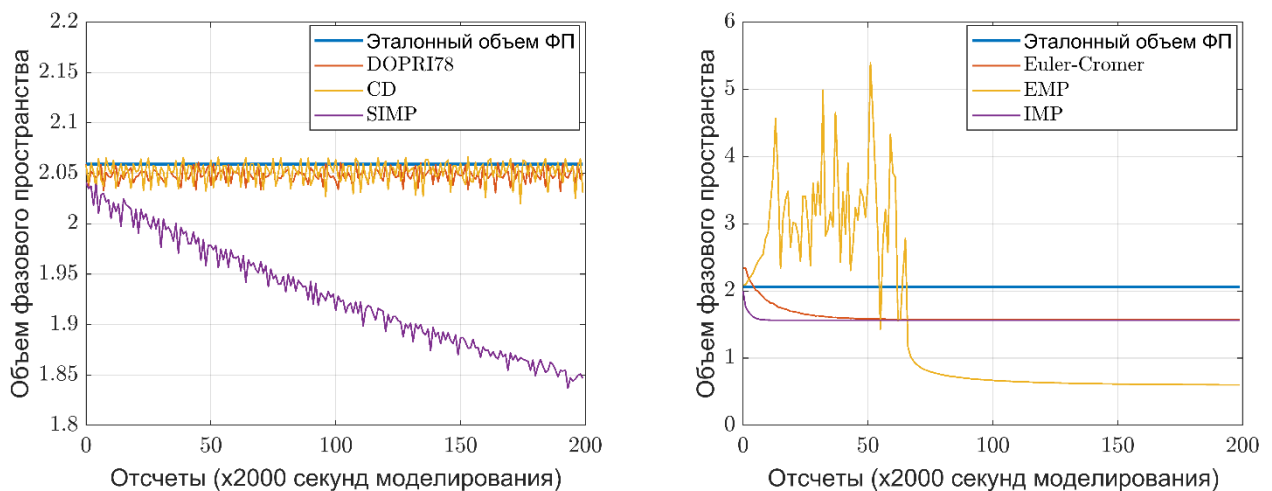 2.2
2.15
2.1
2.05
2
1.95
1.9
1.85
1.8
0
50
100
150
200
Объем фазового пространства
Отсчеты (x2000 секунд моделирования)
Эталонный объем ФП
DOPRI78
CD
SIMP
6
5
4
3
2
1
0
0
50
100
150
200
Объем фазового пространства
Отсчеты (x2000 секунд моделирования)
Эталонный объем ФП
Euler-Cromer
EMP
IMP